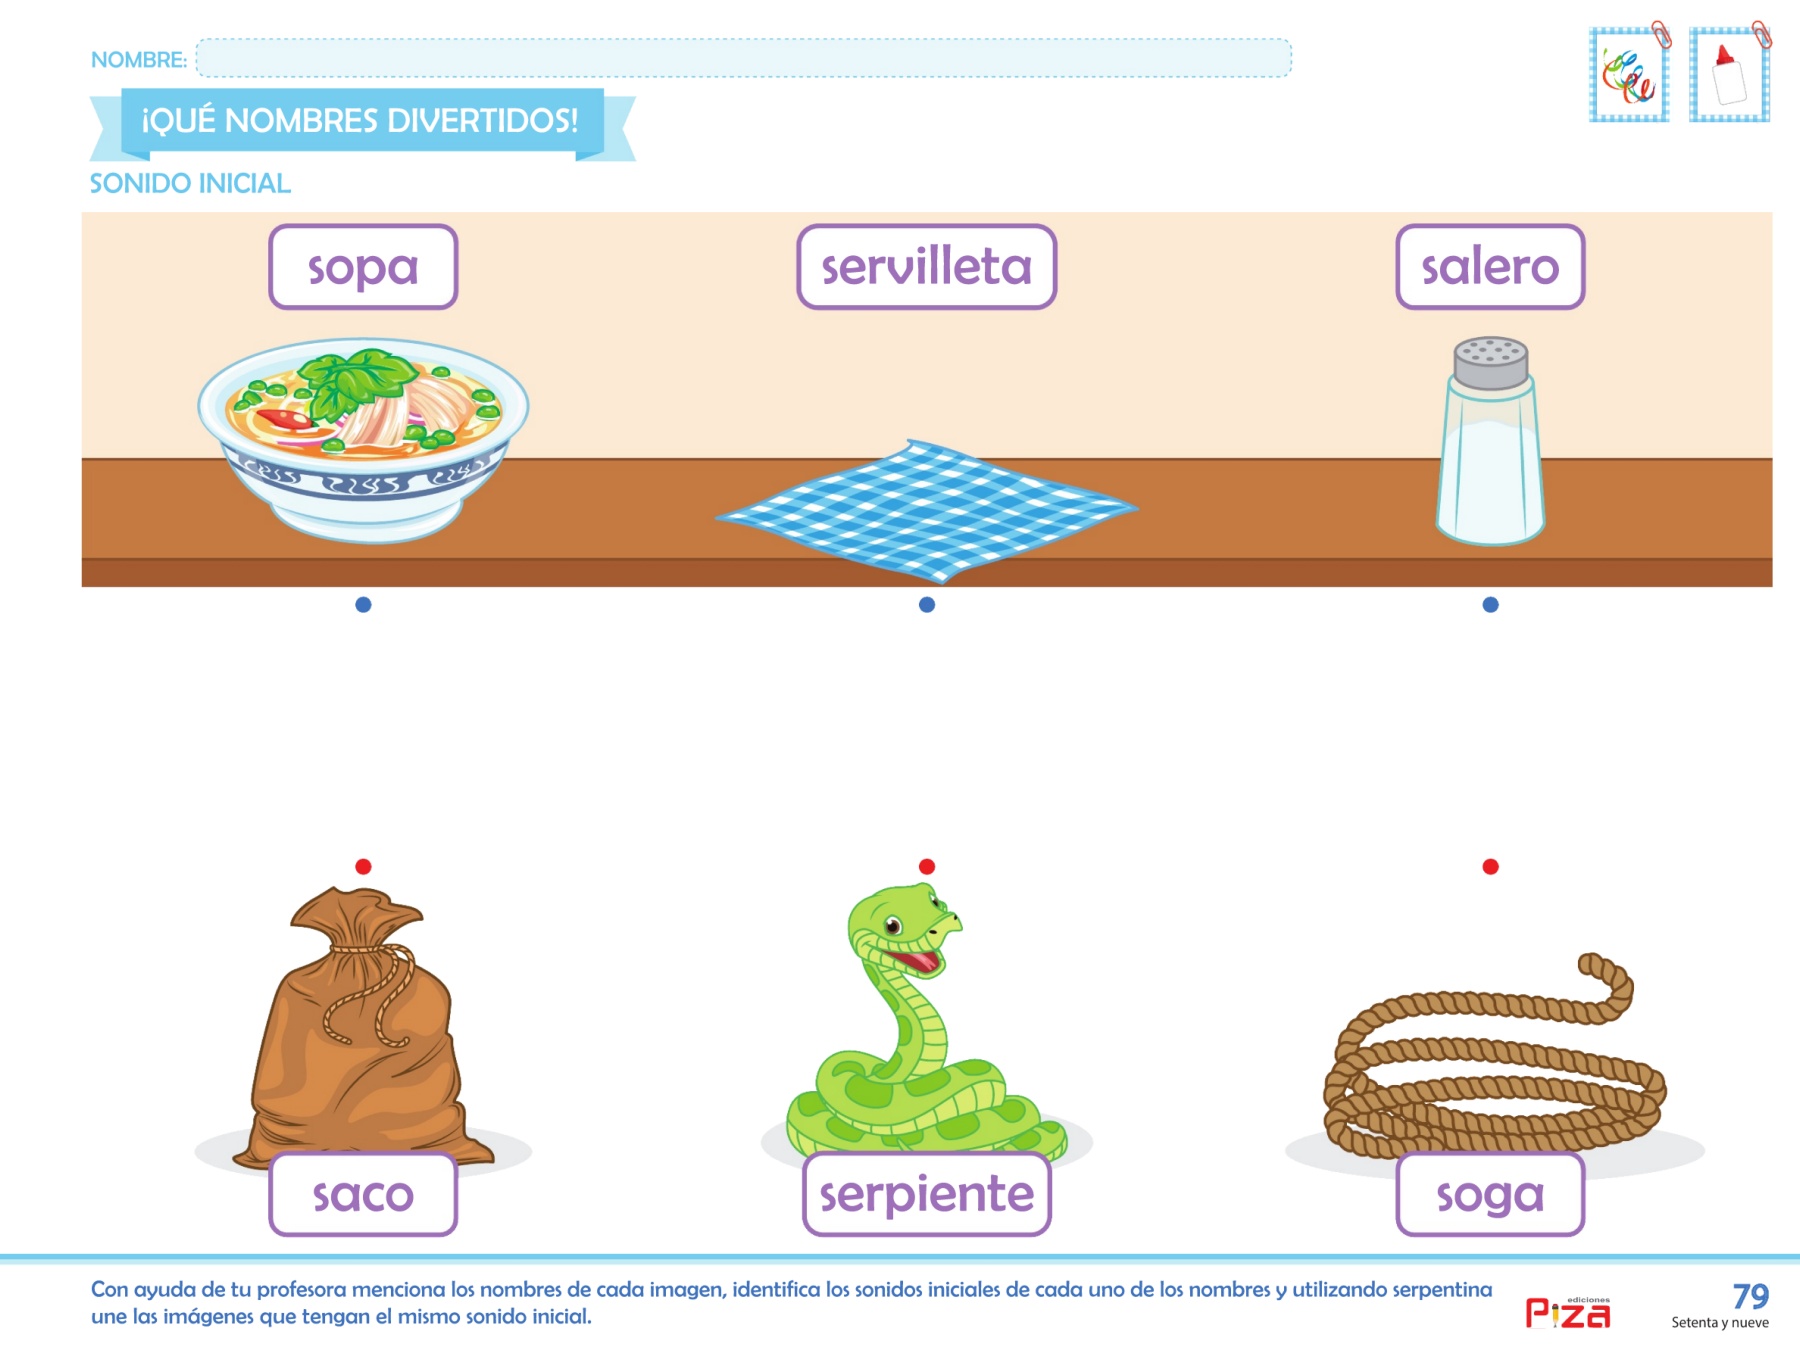 NOMBRE:
¡QUÉ NOMBRES DIVERTIDOS!
SONIDO INICIAL
sopa
servilleta
salero
saco
serpiente
soga
Con ayuda de tu profesora menciona los nombres de cada imagen, identifica los sonidos iniciales de cada uno de los nombres y utilizando serpentina
une las imágenes que tengan el mismo sonido inicial.
ediciones
Piza
79
Setenta y nueve